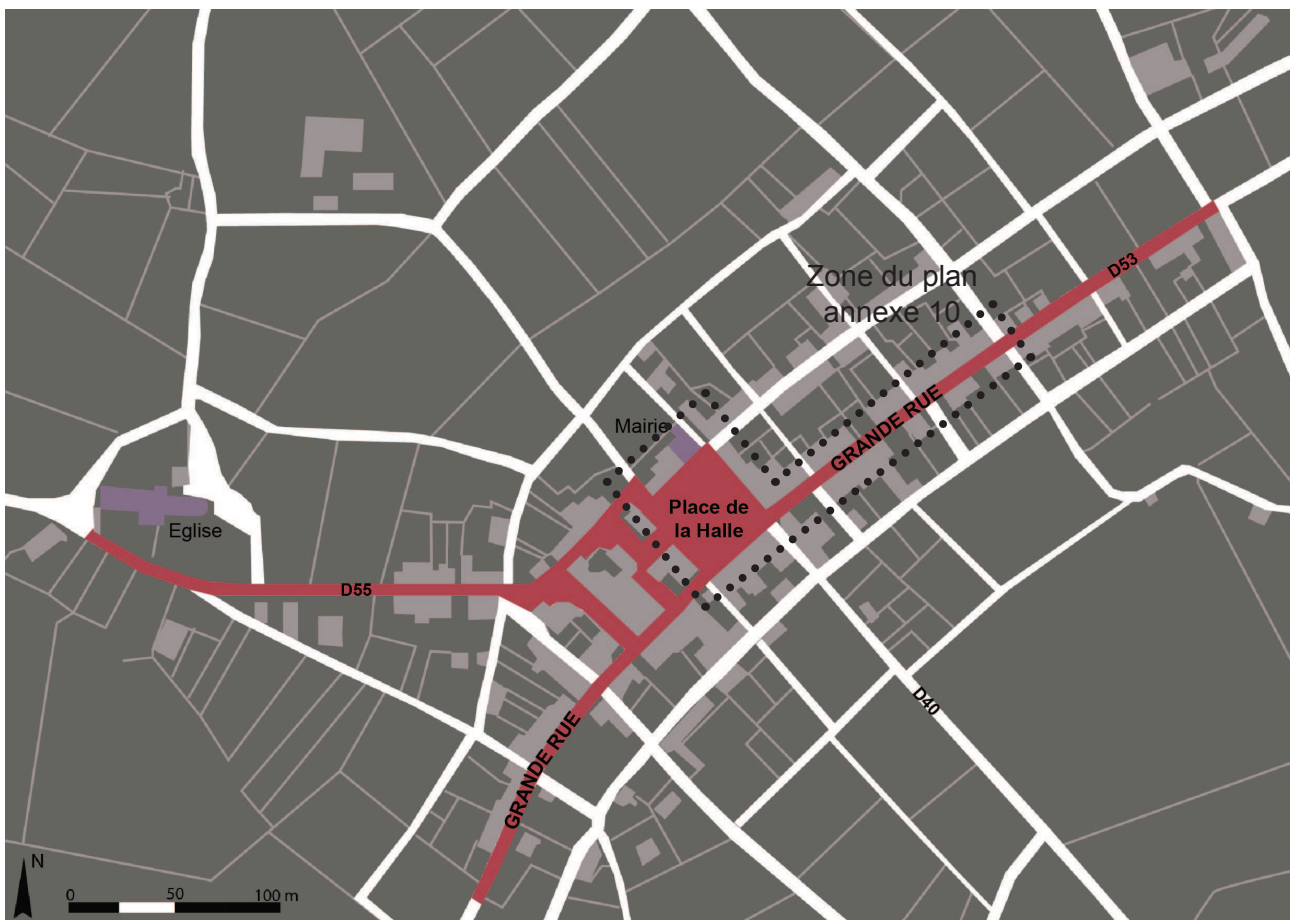 Zone du plan
annexe 10
D53
GRANDE RUE
Mairie
Place de
la Halle
Eglise
D55
D40
GRANDE RUE
N
0 50 100 m